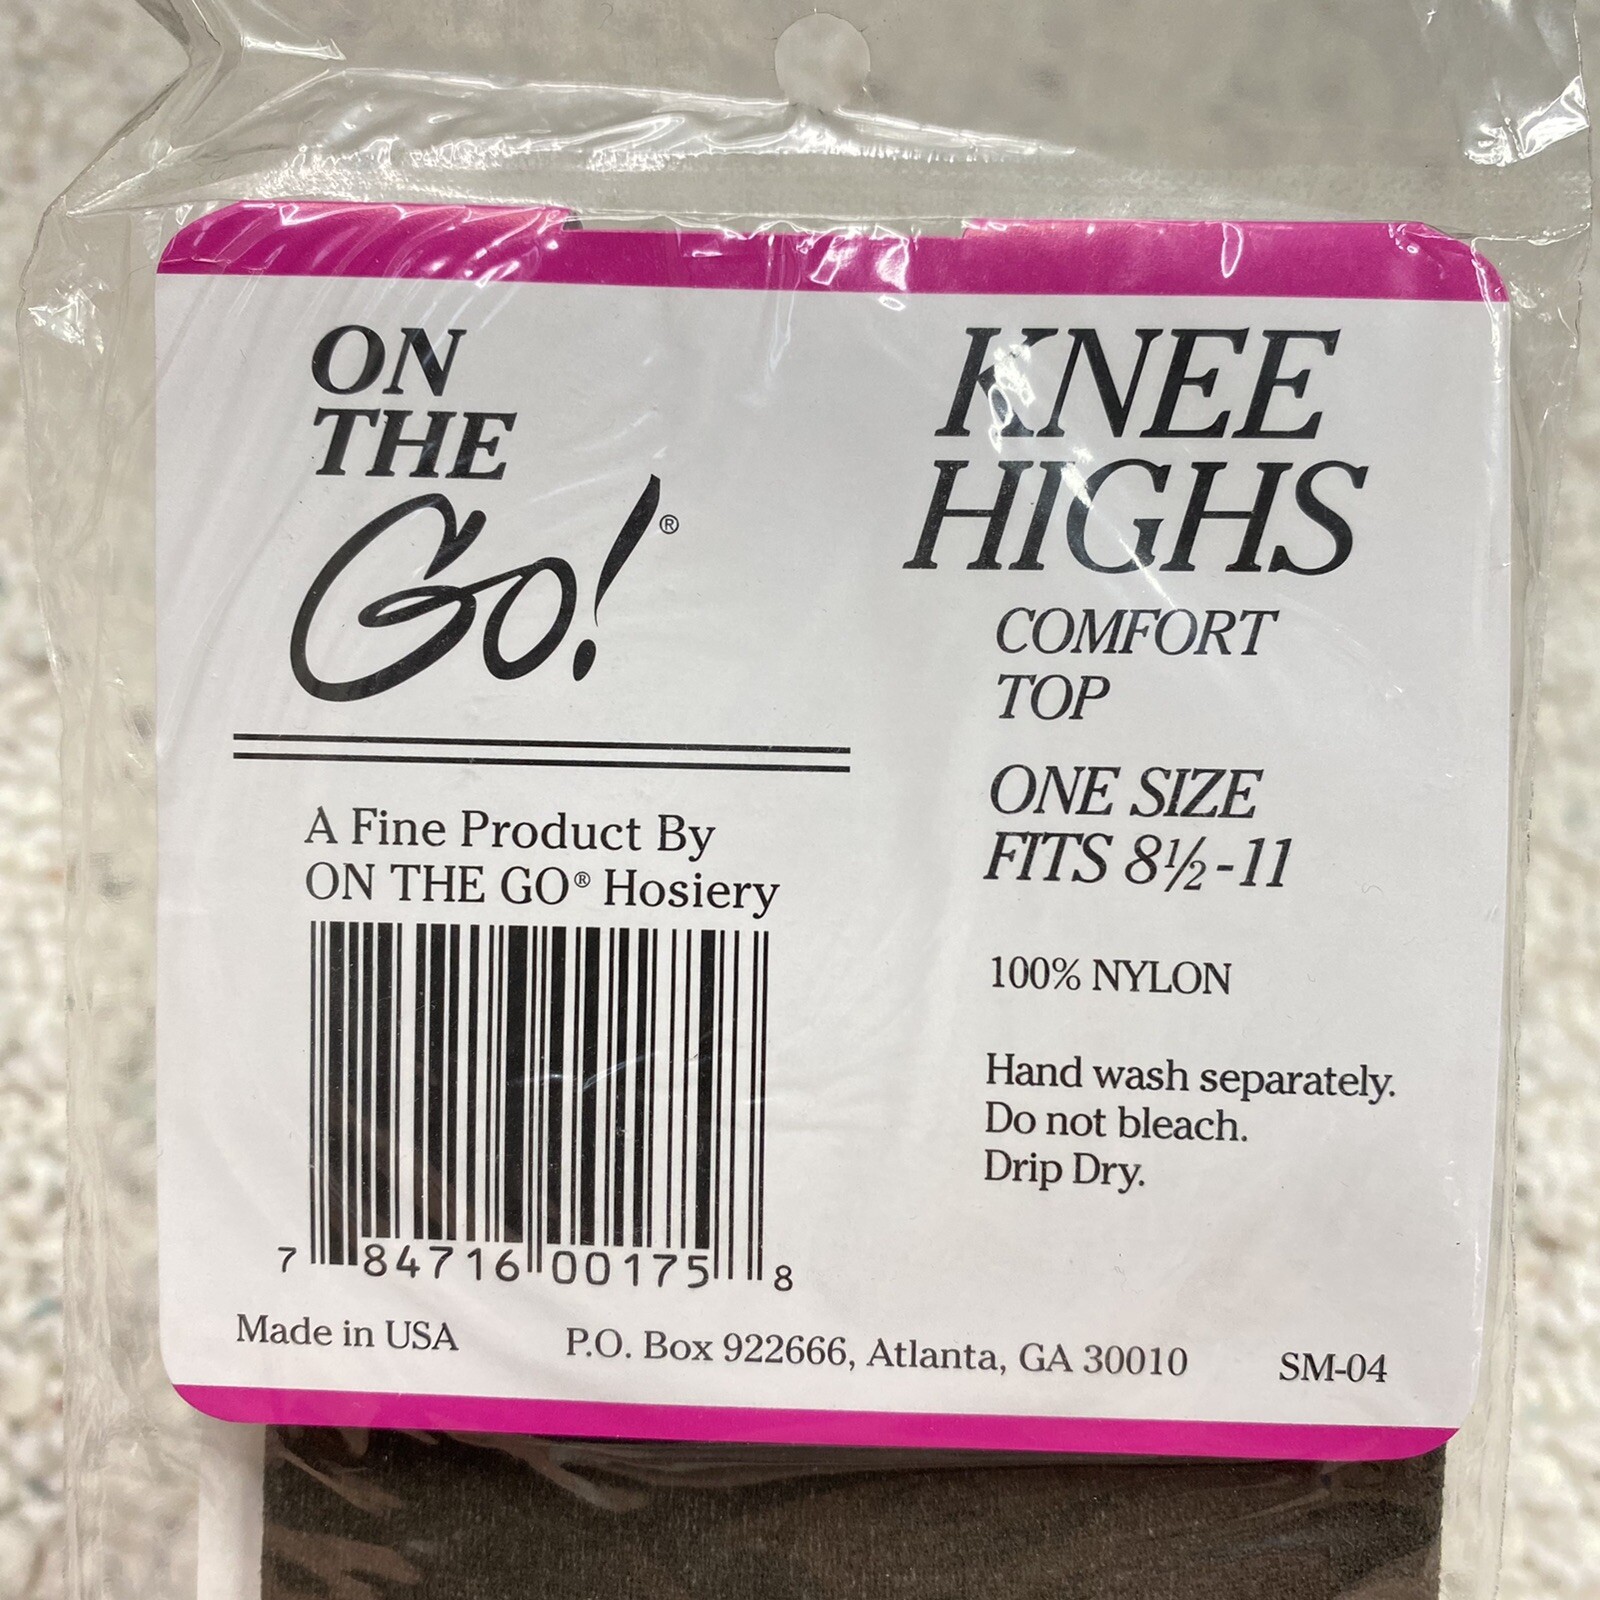 ON
THE
Go!®
A Fine Product By
ON THE GO® Hosiery
7 84716 00175 8
KNEE
HIGHS
COMFORT
TOP
ONE SIZE
FITS 8½-11
100% NYLON
Hand wash separately.
Do not bleach.
Drip Dry.
Made in USA P.O. Box 922666, Atlanta, GA 30010 SM-04